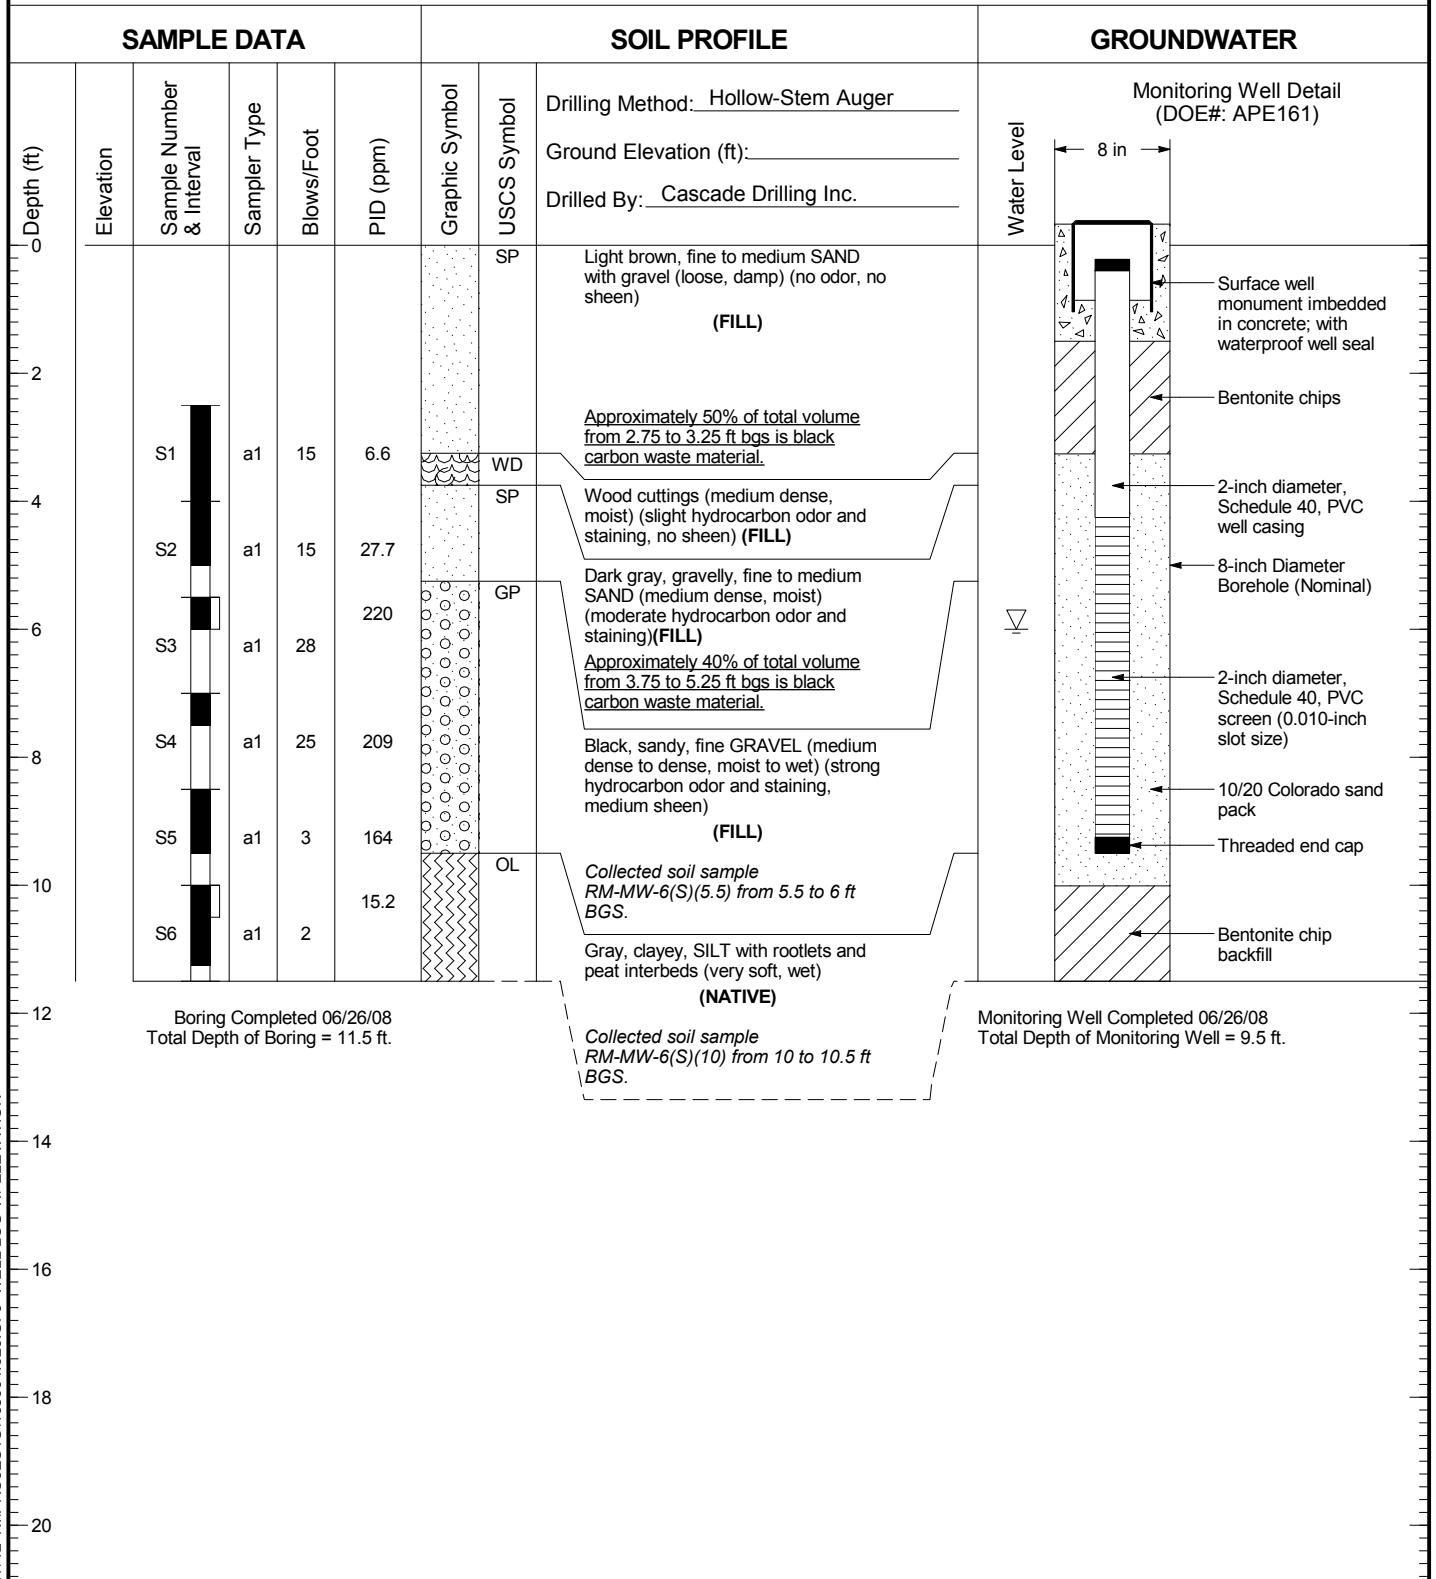 SAMPLE DATA
SOIL PROFILE
GROUNDWATER
Depth (ft)
Elevation
Sample Number
& Interval
Sampler Type
Blows/Foot
PID (ppm)
Graphic Symbol
USCS Symbol
Drilling Method: Hollow-Stem Auger
Ground Elevation (ft):
Drilled By: Cascade Drilling Inc.
Water Level
Monitoring Well Detail
(DOE#: APE161)
8 in
0
2
4
6
8
10
12
14
16
18
20
S1 a1 15 6.6
S2 a1 15 27.7
220
S3 a1 28
S4 a1 25 209
S5 a1 3 164
15.2
S6 a1 2
SP
WD
SP
GP
OL
Light brown, fine to medium SAND
with gravel (loose, damp) (no odor, no
sheen)
(FILL)
Approximately 50% of total volume
from 2.75 to 3.25 ft bgs is black
carbon waste material.
Wood cuttings (medium dense,
moist) (slight hydrocarbon odor and
staining, no sheen) (FILL)
Dark gray, gravelly, fine to medium
SAND (medium dense, moist)
(moderate hydrocarbon odor and
staining)(FILL)
Approximately 40% of total volume
from 3.75 to 5.25 ft bgs is black
carbon waste material.
Black, sandy, fine GRAVEL (medium
dense to dense, moist to wet) (strong
hydrocarbon odor and staining,
medium sheen)
(FILL)
Collected soil sample
RM-MW-6(S)(5.5) from 5.5 to 6 ft
BGS.
Gray, clayey, SILT with rootlets and
peat interbeds (very soft, wet)
(NATIVE)
Collected soil sample
RM-MW-6(S)(10) from 10 to 10.5 ft
BGS.
Surface well
monument imbedded
in concrete; with
waterproof well seal
Bentonite chips
2-inch diameter,
Schedule 40, PVC
well casing
8-inch Diameter
Borehole (Nominal)
2-inch diameter,
Schedule 40, PVC
screen (0.010-inch
slot size)
10/20 Colorado sand
pack
Threaded end cap
Bentonite chip
backfill
Boring Completed 06/26/08
Total Depth of Boring = 11.5 ft.
Monitoring Well Completed 06/26/08
Total Depth of Monitoring Well = 9.5 ft.